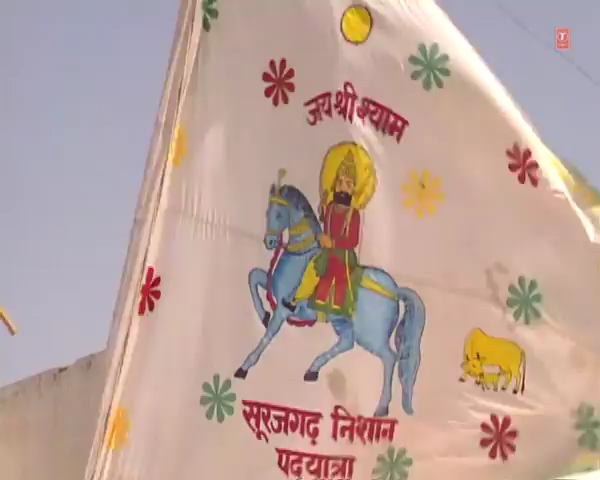 जय श्री श्याम
सूरजगढ़ निशान
पदयात्रा